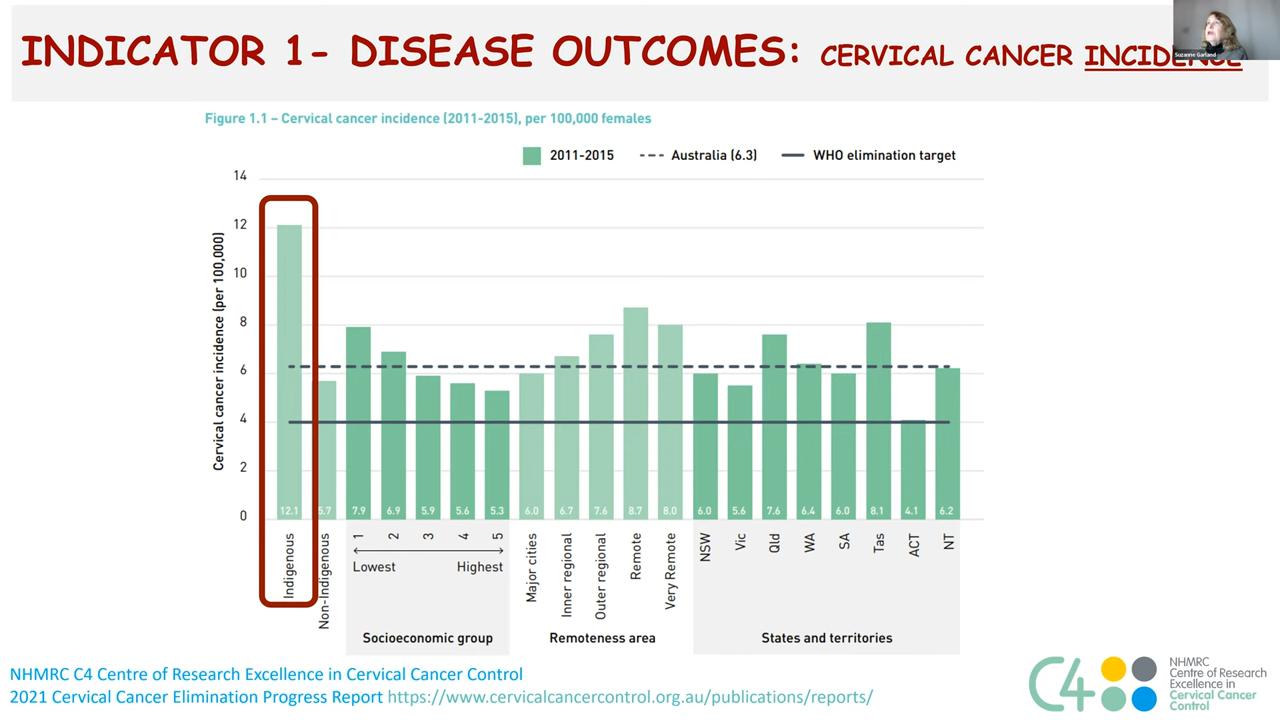 INDICATOR 1- DISEASE OUTCOMES: CERVICAL CANCER INCIDENCE
Suzanne Garland
Figure 1.1 – Cervical cancer incidence (2011-2015), per 100,000 females
2011-2015 Australia (6.3) WHO elimination target
Cervical cancer incidence (per 100,000)
14
12
10
8
6
4
2
0
12.1 5.7 7.9 6.9 5.9 5.6 5.3 6.0 6.7 7.6 8.7 8.0 6.0 5.6 7.6 6.4 6.0 8.1 4.1 6.2
Indigenous
Non-Indigenous
1 2 3 4 5
Lowest Highest
Major cities
Inner regional
Outer regional
Remote
Very Remote
NSW
Vic
Qld
WA
SA
Tas
ACT
NT
Socioeconomic group
Remoteness area
States and territories
NHMRC C4 Centre of Research Excellence in Cervical Cancer Control
2021 Cervical Cancer Elimination Progress Report https://www.cervicalcancercontrol.org.au/publications/reports/
C4
NHMRC
Centre of Research
Excellence in
Cervical Cancer
Control